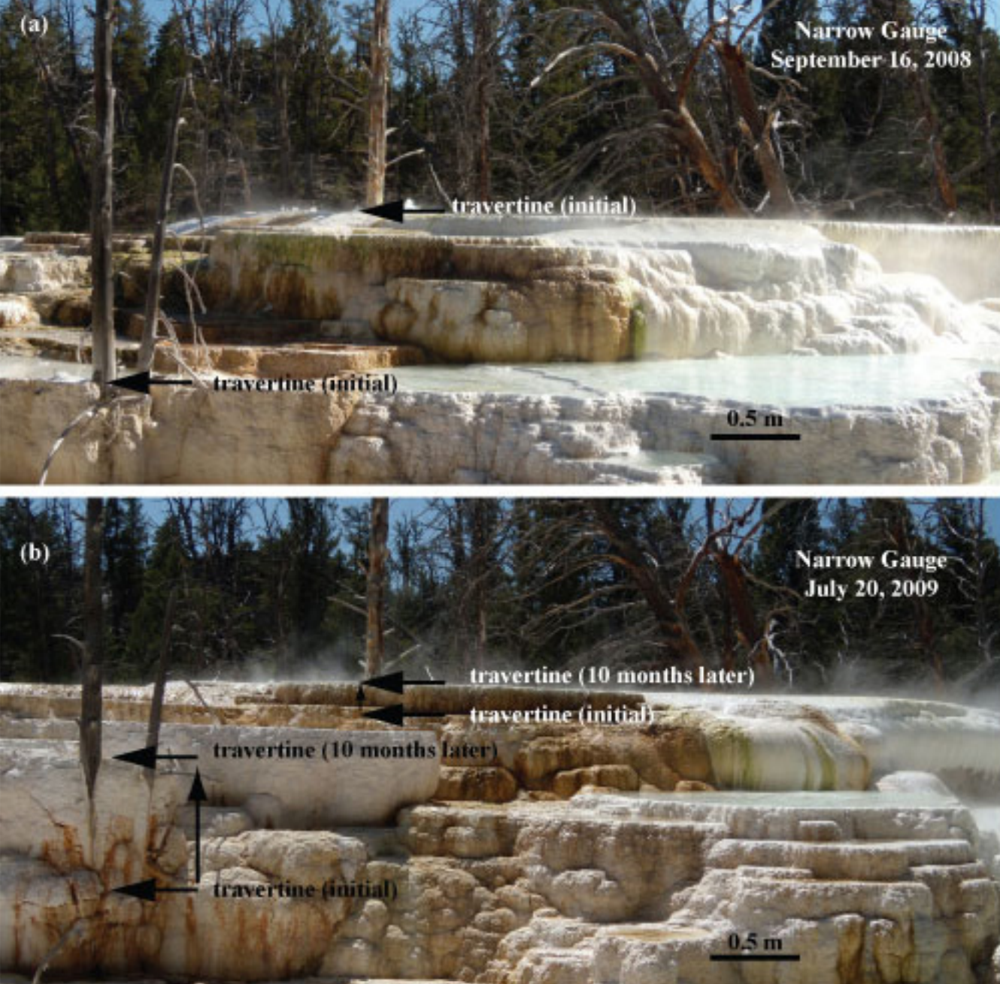 (a)
Narrow Gauge
September 16, 2008
travertine (initial)
travertine (initial)
0.5 m
(b)
Narrow Gauge
July 20, 2009
travertine (10 months later)
travertine (initial)
travertine (10 months later)
travertine (initial)
0.5 m